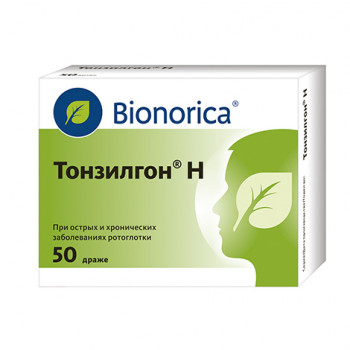 Bionorica®
Тонзилгон® Н
При острых и хронических
заболеваниях ротоглотки
50 драже